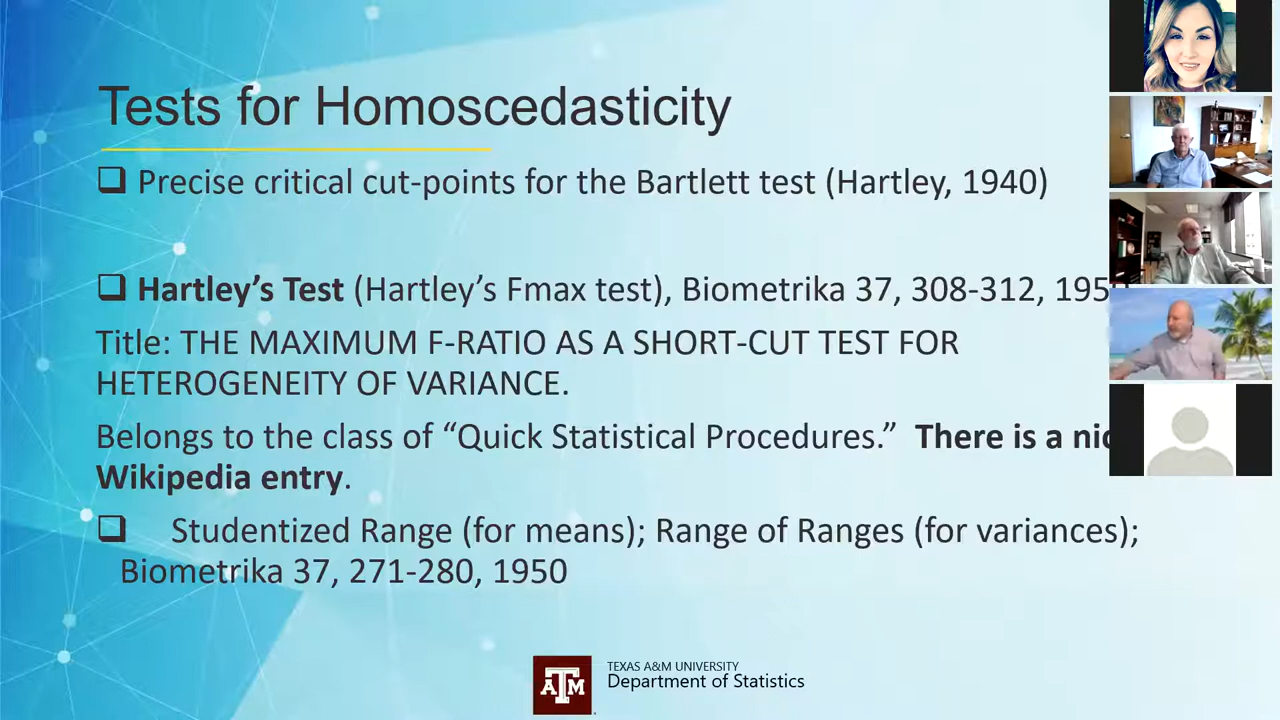 Tests for Homoscedasticity
❑ Precise critical cut-points for the Bartlett test (Hartley, 1940)
❑ Hartley’s Test (Hartley’s Fmax test), Biometrika 37, 308-312,
Title: THE MAXIMUM F-RATIO AS A SHORT-CUT TEST FOR
HETEROGENEITY OF VARIANCE.
Belongs to the class of “Quick Statistical Procedures.” There is a
Wikipedia entry.
❑ Studentized Range (for means); Range of Ranges (for variances);
Biometrika 37, 271-280, 1950
TEXAS A&M UNIVERSITY
Department of Statistics
ATM